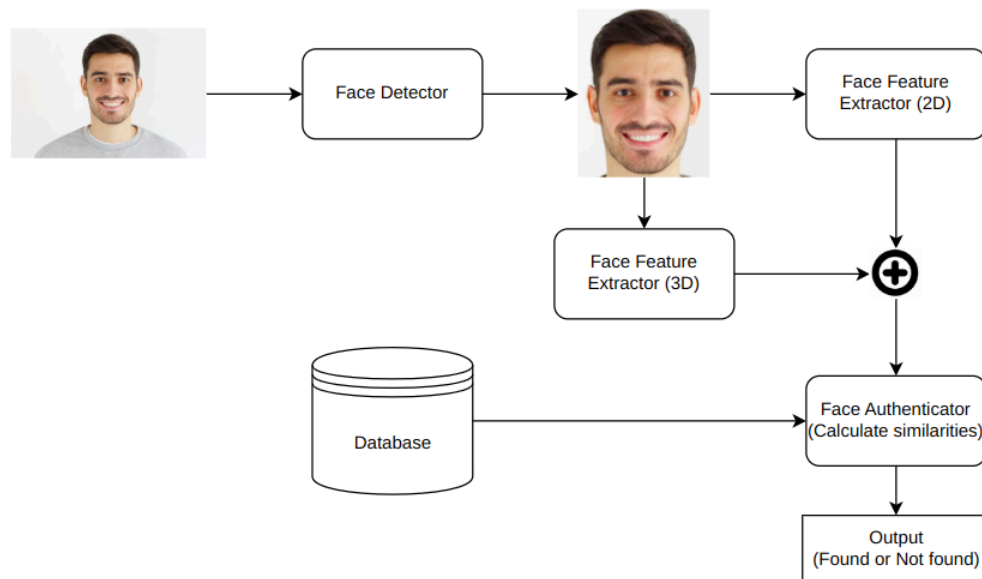 Face Detector
Face Feature
Extractor (2D)
Face Feature
Extractor (3D)
Database
Face Authenticator
(Calculate similarities)
Output
(Found or Not found)